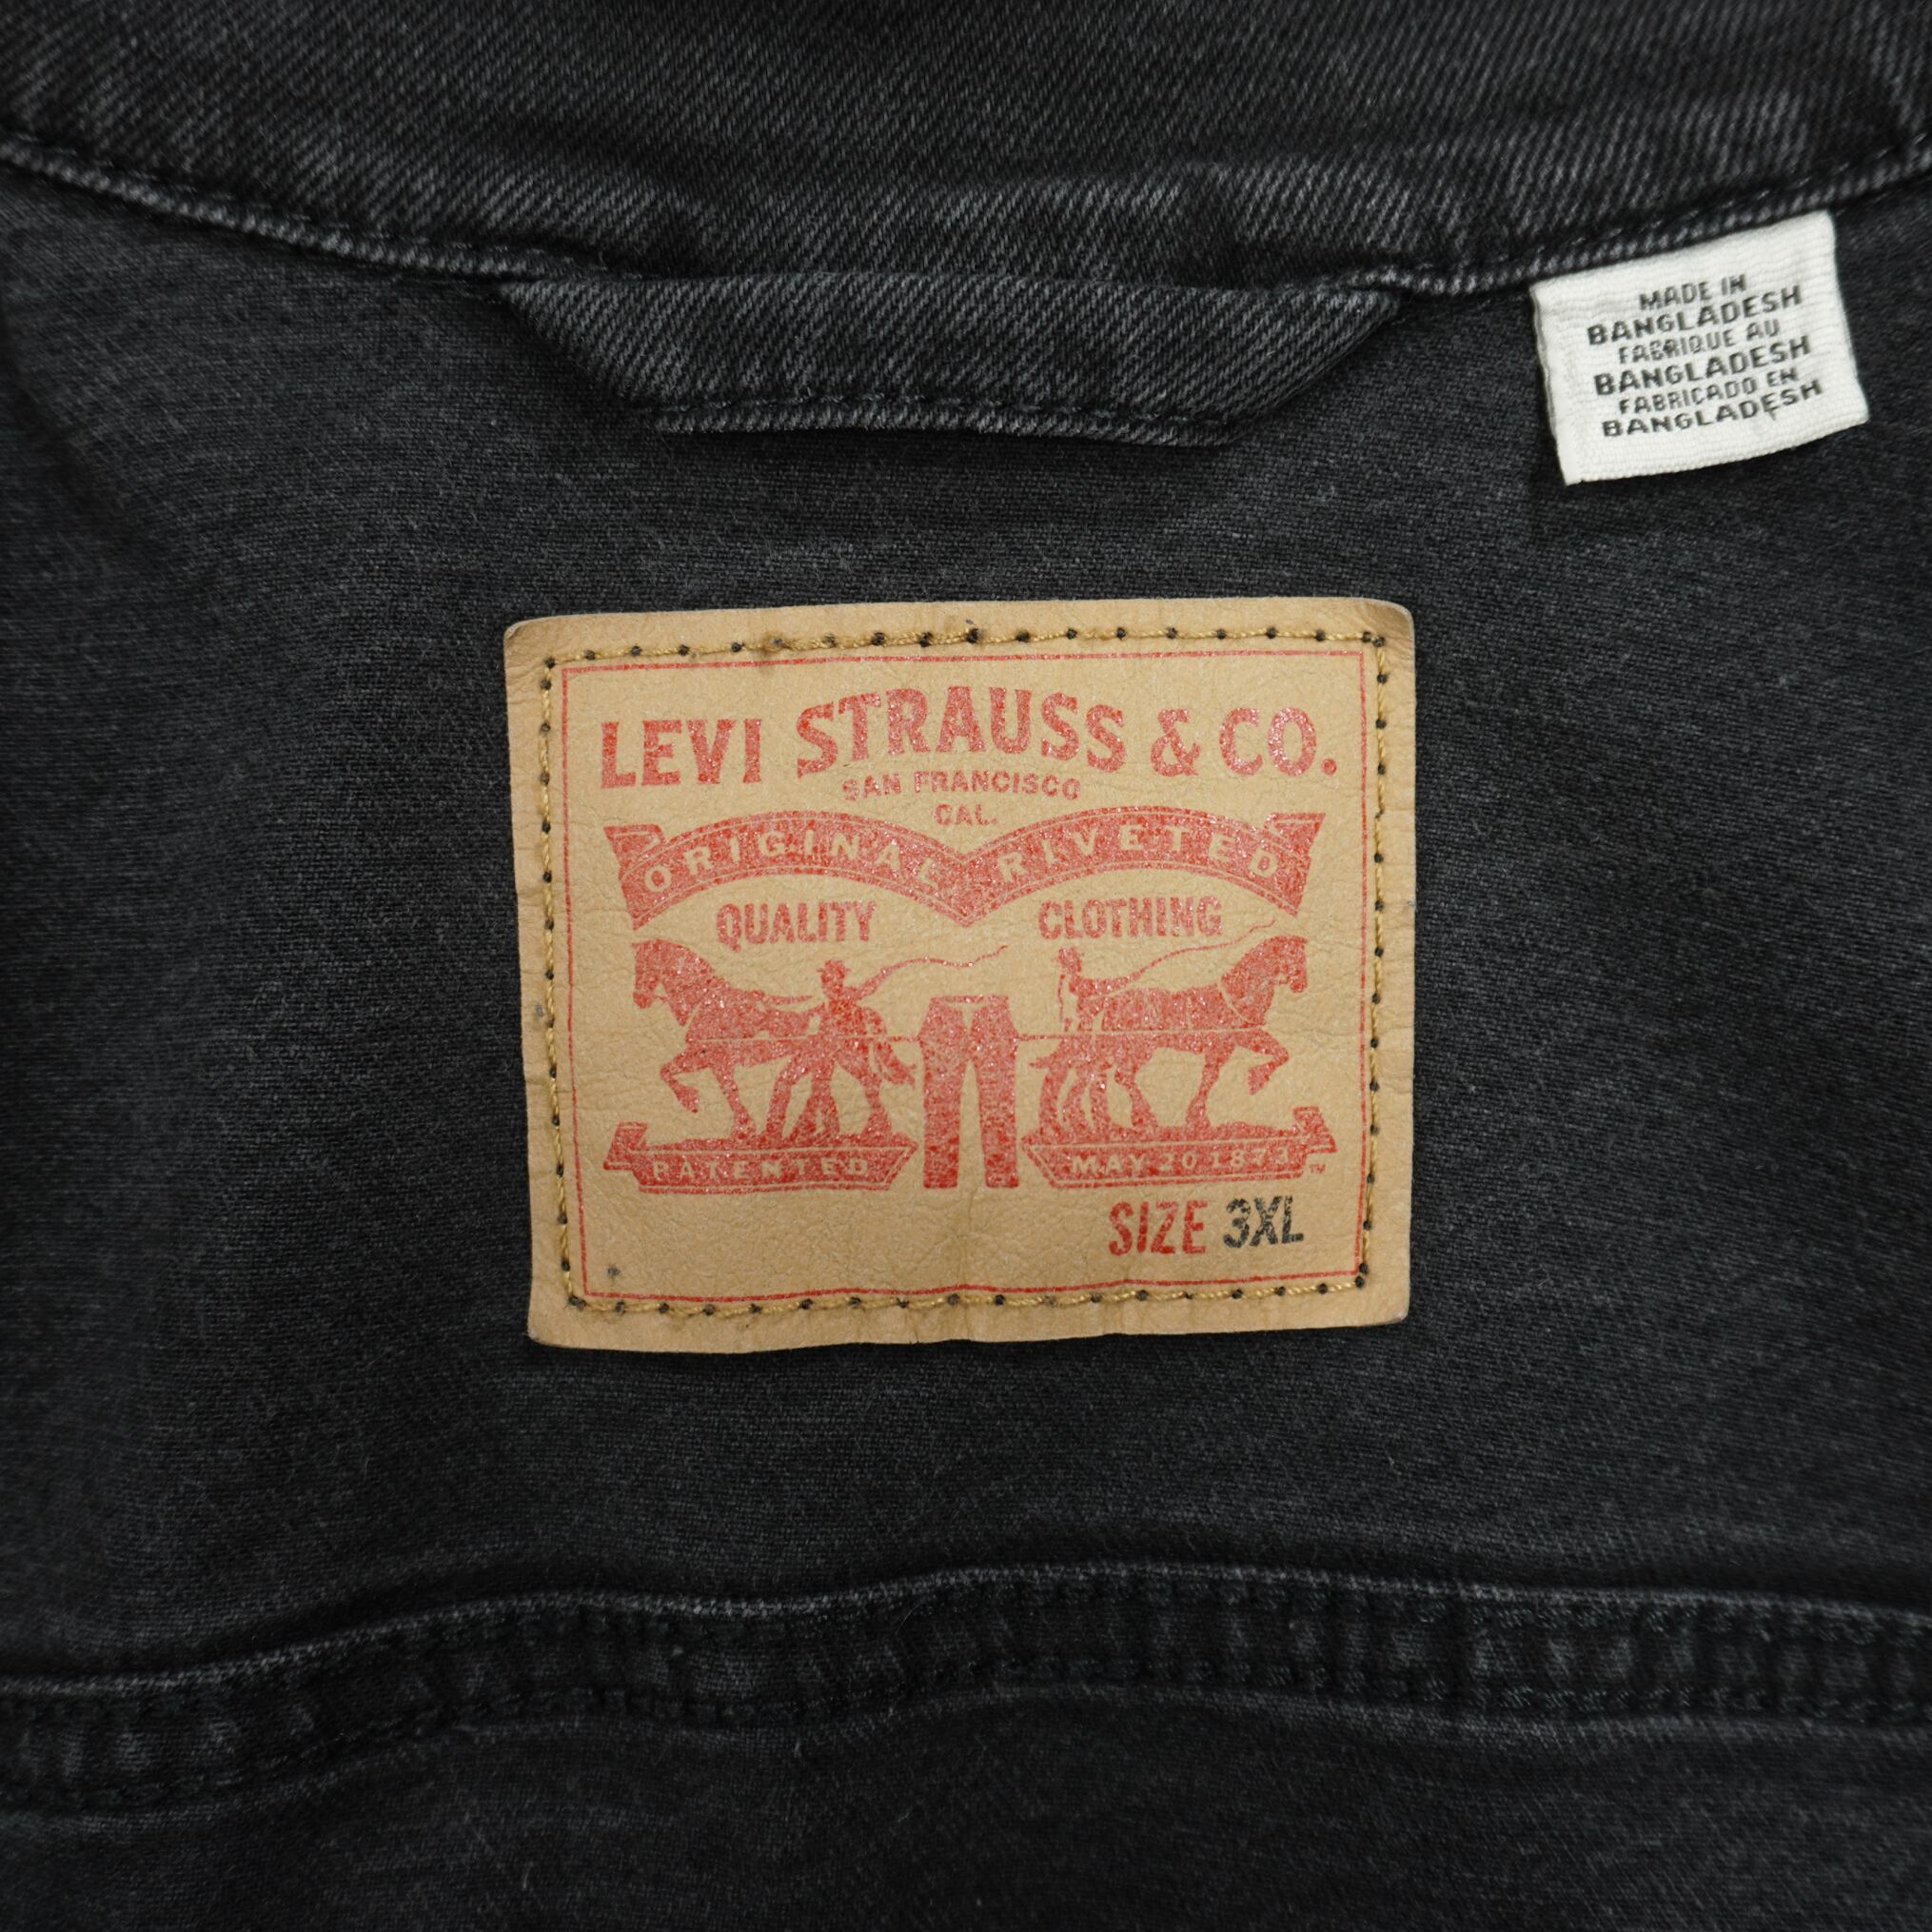 MADE IN
BANGLADESH
FABRIQUE AU
BANGLADESH
FABRICADO EN
BANGLADESH
LEVI STRAUSS & CO.
SAN FRANCISCO
CAL.
ORIGINAL RIVETED
QUALITY CLOTHING
PATENTED MAY 20 1873 TM
SIZE 3XL